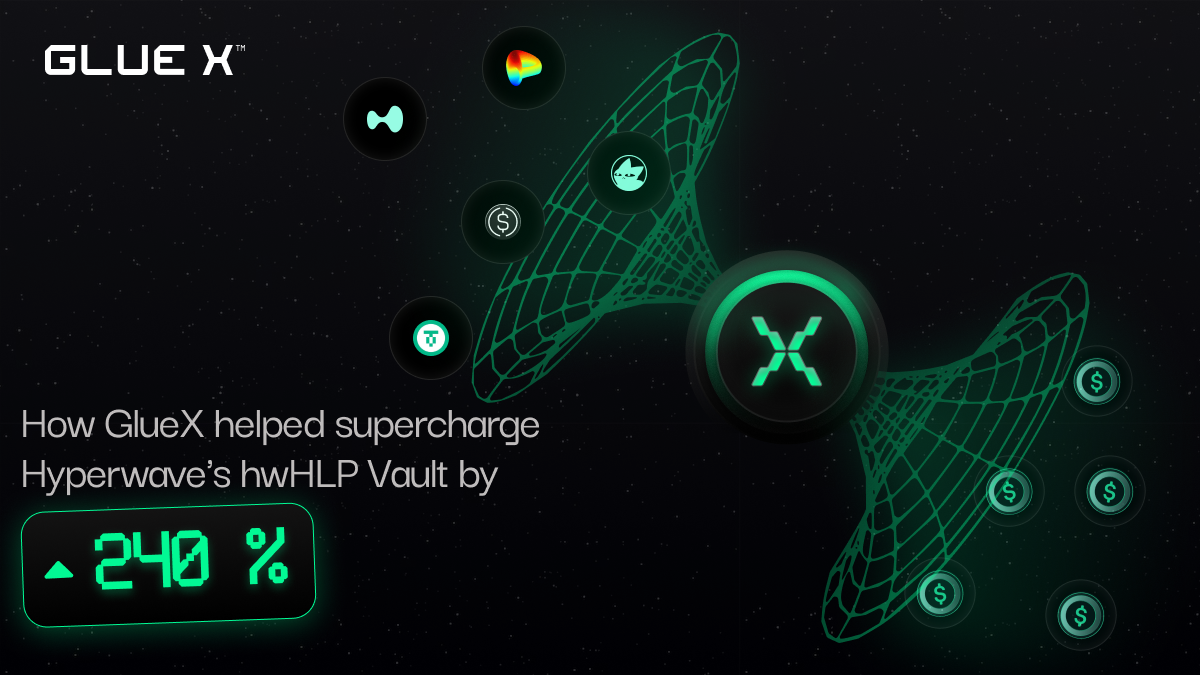 GLUE X™
How GlueX helped supercharge
Hyperwave's hwHLP Vault by
▲ 240 %